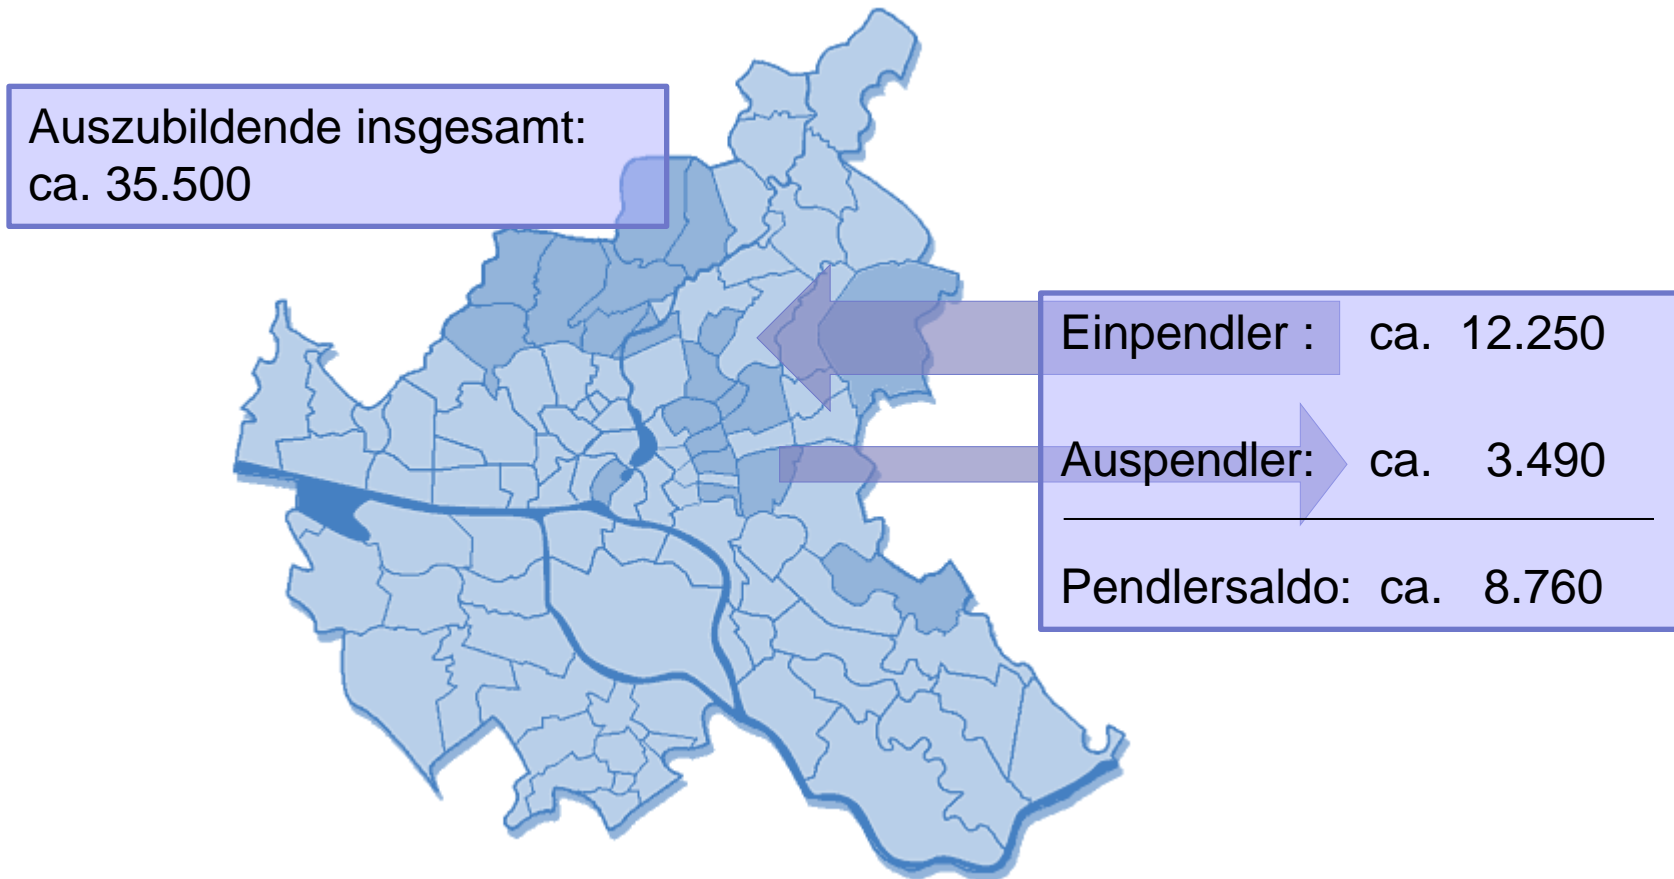 Auszubildende insgesamt:
ca. 35.500
Einpendler : ca. 12.250
Auspendler: ca. 3.490
Pendlersaldo: ca. 8.760